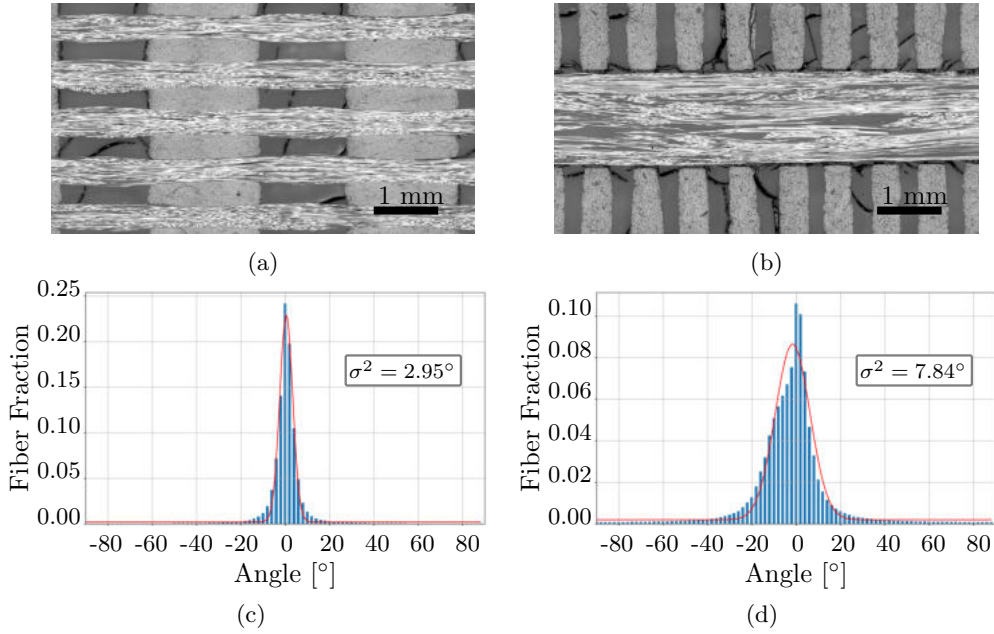 1 mm
1 mm
(a)
(b)
0.25
0.20
0.15
0.10
0.05
0.00
Fiber Fraction
σ² = 2.95°
-80 -60 -40 -20 0 20 40 60 80
Angle [°]
(c)
0.10
0.08
0.06
0.04
0.02
0.00
Fiber Fraction
σ² = 7.84°
-80 -60 -40 -20 0 20 40 60 80
Angle [°]
(d)